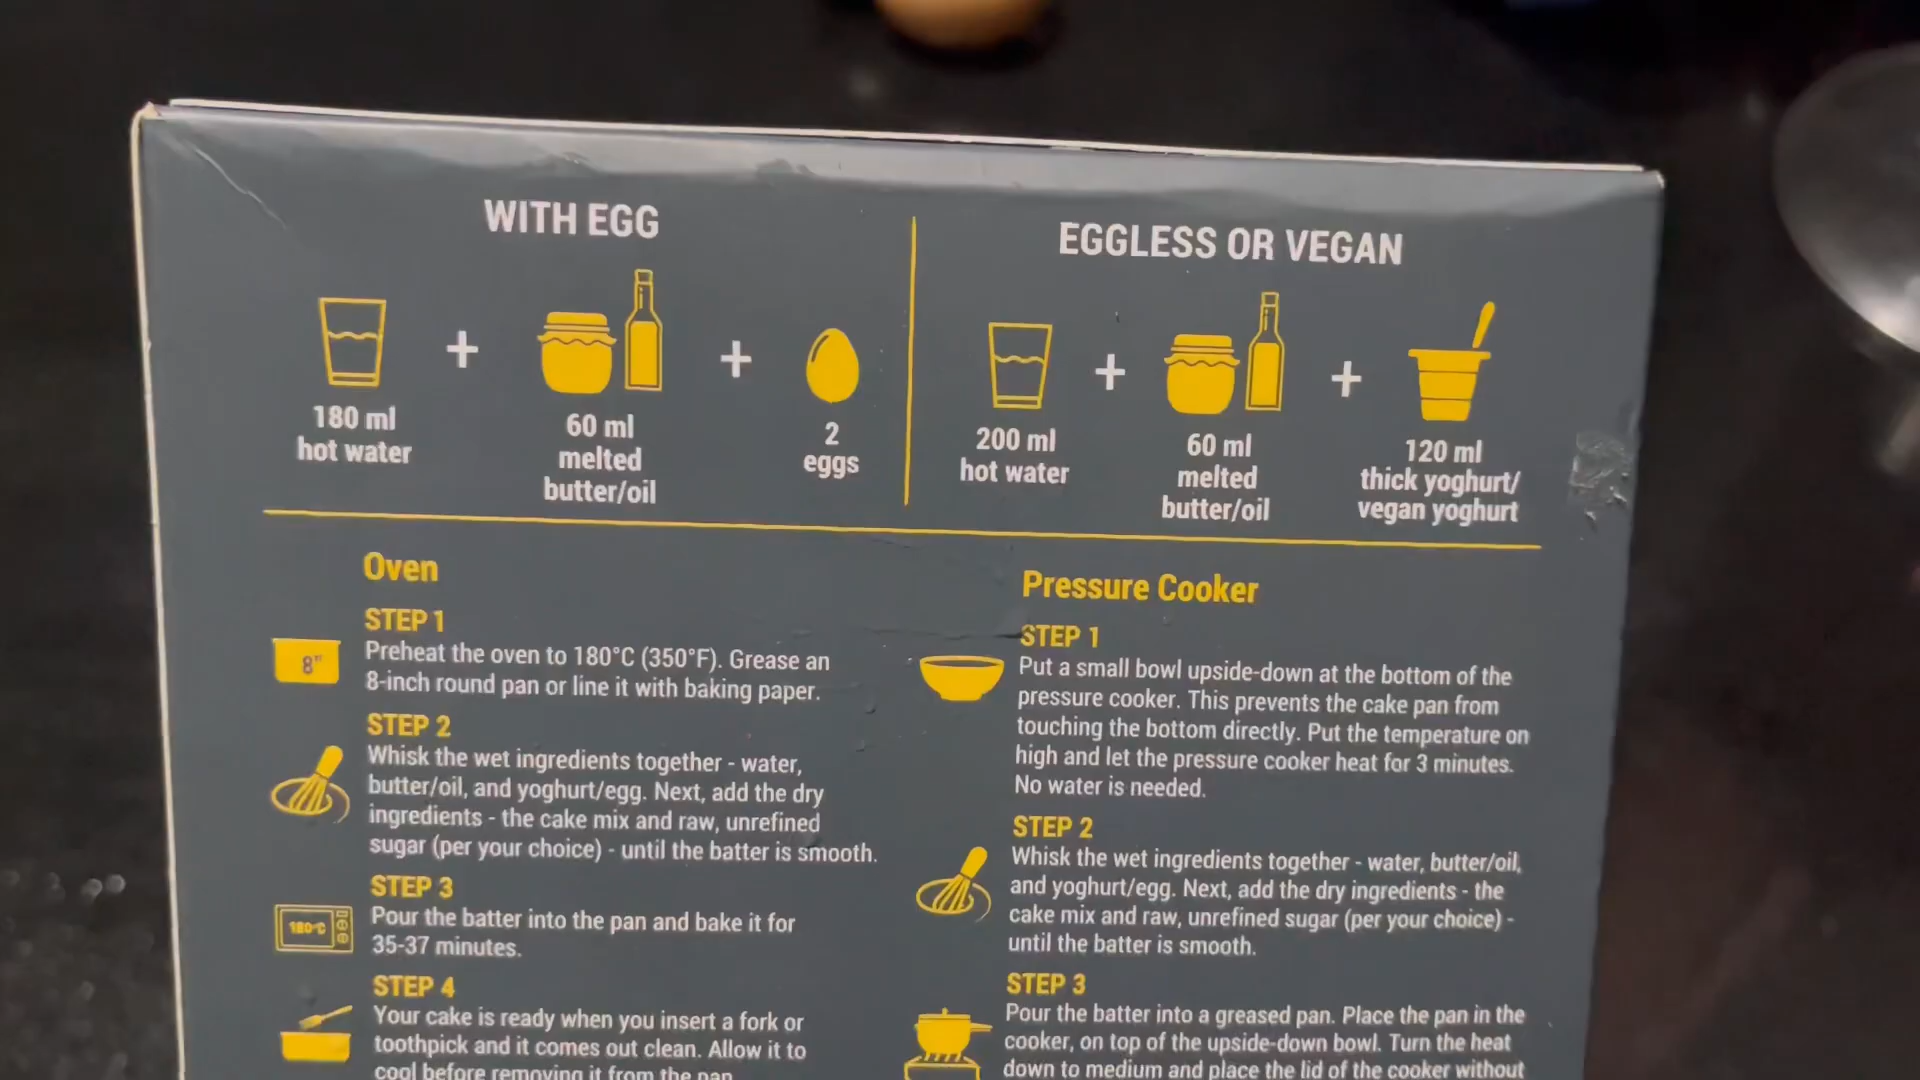 WITH EGG
+
+
180 ml
hot water
60 ml
melted
butter/oil
2
eggs
EGGLESS OR VEGAN
+
+
200 ml
hot water
60 ml
melted
butter/oil
120 ml
thick yoghurt/
vegan yoghurt
Oven
STEP 1
8"
Preheat the oven to 180°C (350°F). Grease an
8-inch round pan or line it with baking paper.
STEP 2
Whisk the wet ingredients together - water,
butter/oil, and yoghurt/egg. Next, add the dry
ingredients - the cake mix and raw, unrefined
sugar (per your choice) - until the batter is smooth.
STEP 3
180°C
Pour the batter into the pan and bake it for
35-37 minutes.
STEP 4
Your cake is ready when you insert a fork or
toothpick and it comes out clean. Allow it to
cool before removing it from the pan
Pressure Cooker
STEP 1
Put a small bowl upside-down at the bottom of the
pressure cooker. This prevents the cake pan from
touching the bottom directly. Put the temperature on
high and let the pressure cooker heat for 3 minutes.
No water is needed.
STEP 2
Whisk the wet ingredients together - water, butter/oil,
and yoghurt/egg. Next, add the dry ingredients - the
cake mix and raw, unrefined sugar (per your choice) -
until the batter is smooth.
STEP 3
Pour the batter into a greased pan. Place the pan in the
cooker, on top of the upside-down bowl. Turn the heat
down to medium and place the lid of the cooker without